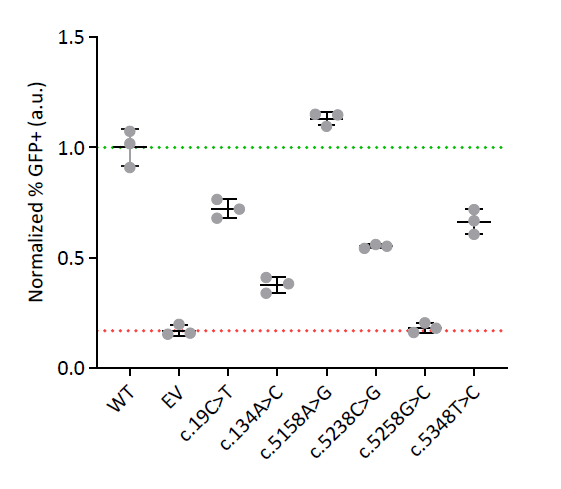 Normalized % GFP+ (a.u.)
1.5
1.0
0.5
0.0
WT
EV
c.19C>T
c.134A>C
c.5158A>G
c.5238C>G
c.5258G>C
c.5348T>C